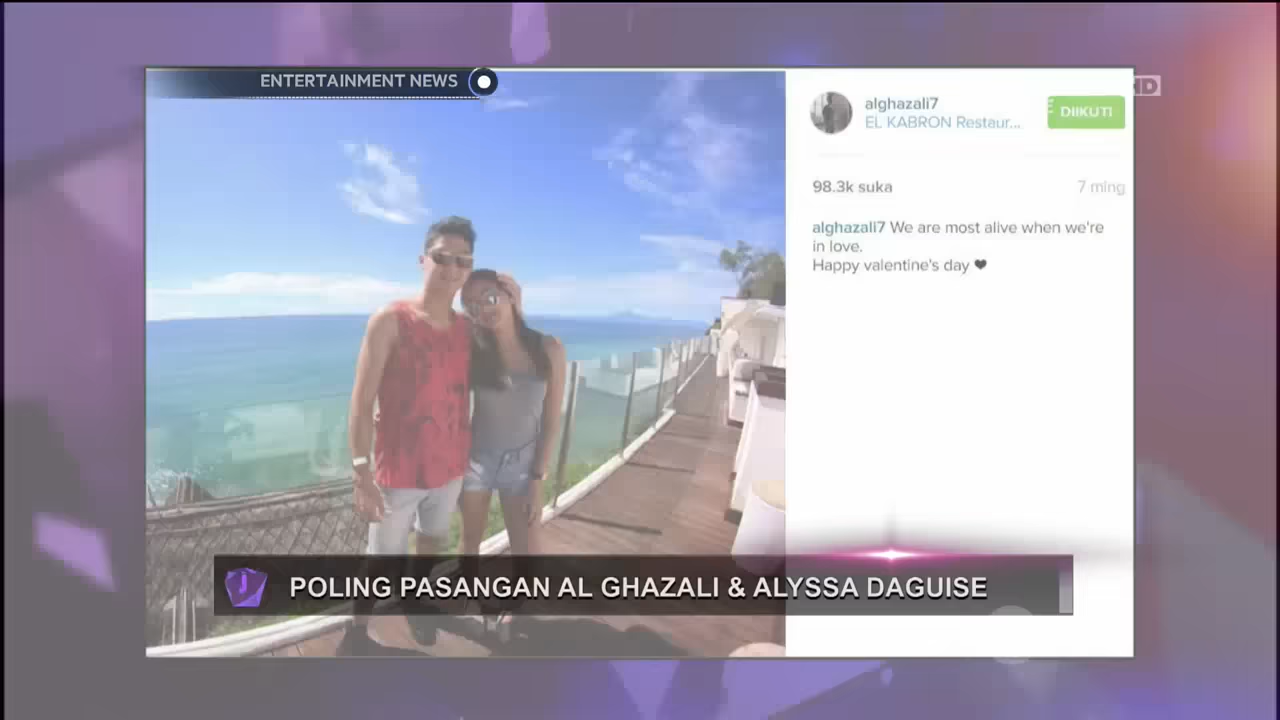 ENTERTAINMENT NEWS
HD
alghazali7
EL KABRON Restaur...
DIIKUTI
98.3k suka
7 ming
alghazali7 We are most alive when we're
in love.
Happy valentine's day ❤
POLING PASANGAN AL GHAZALI & ALYSSA DAGUISE